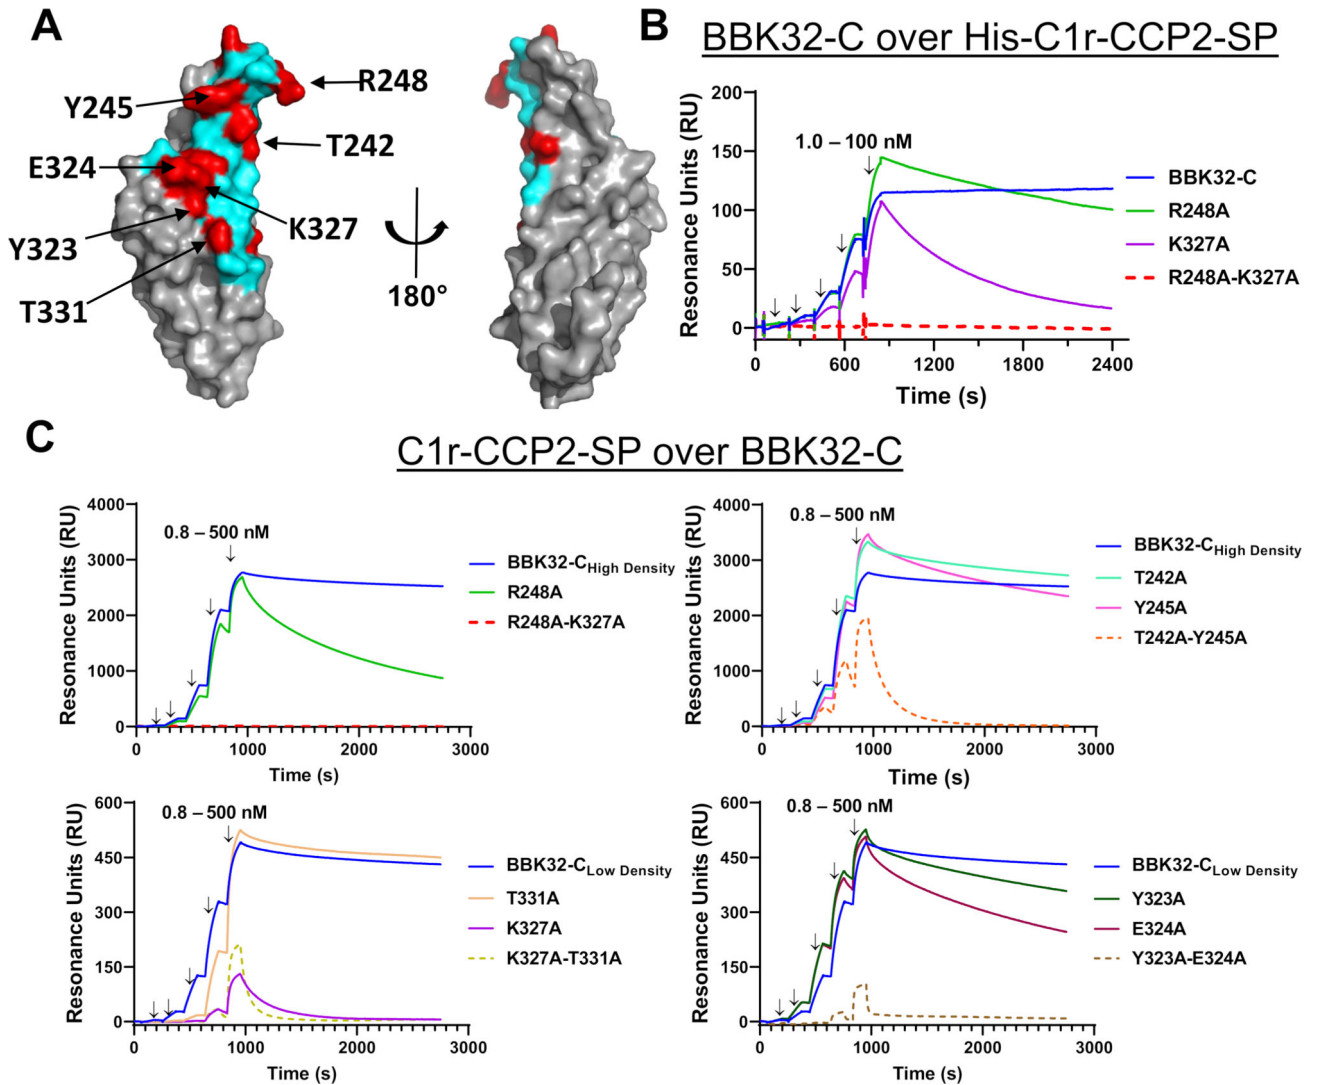 A
Y245
R248
T242
E324
K327
Y323
T331
180°
B
BBK32-C over His-C1r-CCP2-SP
Resonance Units (RU)
200
150
100
50
0
1.0 – 100 nM
BBK32-C
R248A
K327A
R248A-K327A
0 600 1200 1800 2400
Time (s)
C
C1r-CCP2-SP over BBK32-C
Resonance Units (RU)
4000
3000
2000
1000
0
0.8 – 500 nM
BBK32-CHigh Density
R248A
R248A-K327A
0 1000 2000 3000
Time (s)
Resonance Units (RU)
4000
3000
2000
1000
0
0.8 – 500 nM
BBK32-CHigh Density
T242A
Y245A
T242A-Y245A
0 1000 2000 3000
Time (s)
Resonance Units (RU)
600
450
300
150
0
0.8 – 500 nM
BBK32-CLow Density
T331A
K327A
K327A-T331A
0 1000 2000 3000
Time (s)
Resonance Units (RU)
600
450
300
150
0
0.8 – 500 nM
BBK32-CLow Density
Y323A
E324A
Y323A-E324A
0 1000 2000 3000
Time (s)